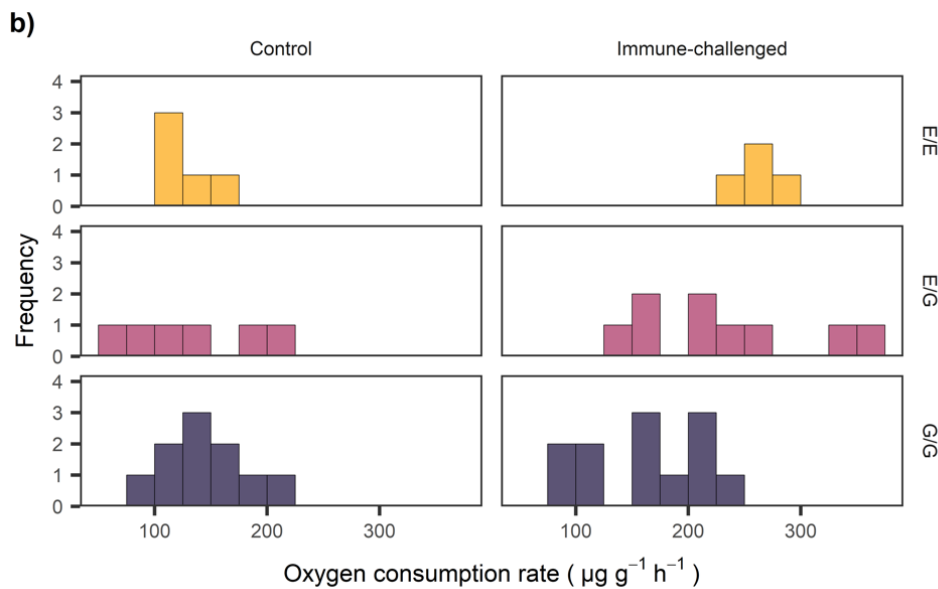 b)
Control
Immune-challenged
4
3
2
1
0
E/E
4
3
2
1
0
E/G
4
3
2
1
0
G/G
Frequency
100
200
300
100
200
300
Oxygen consumption rate ( µg g⁻¹ h⁻¹ )